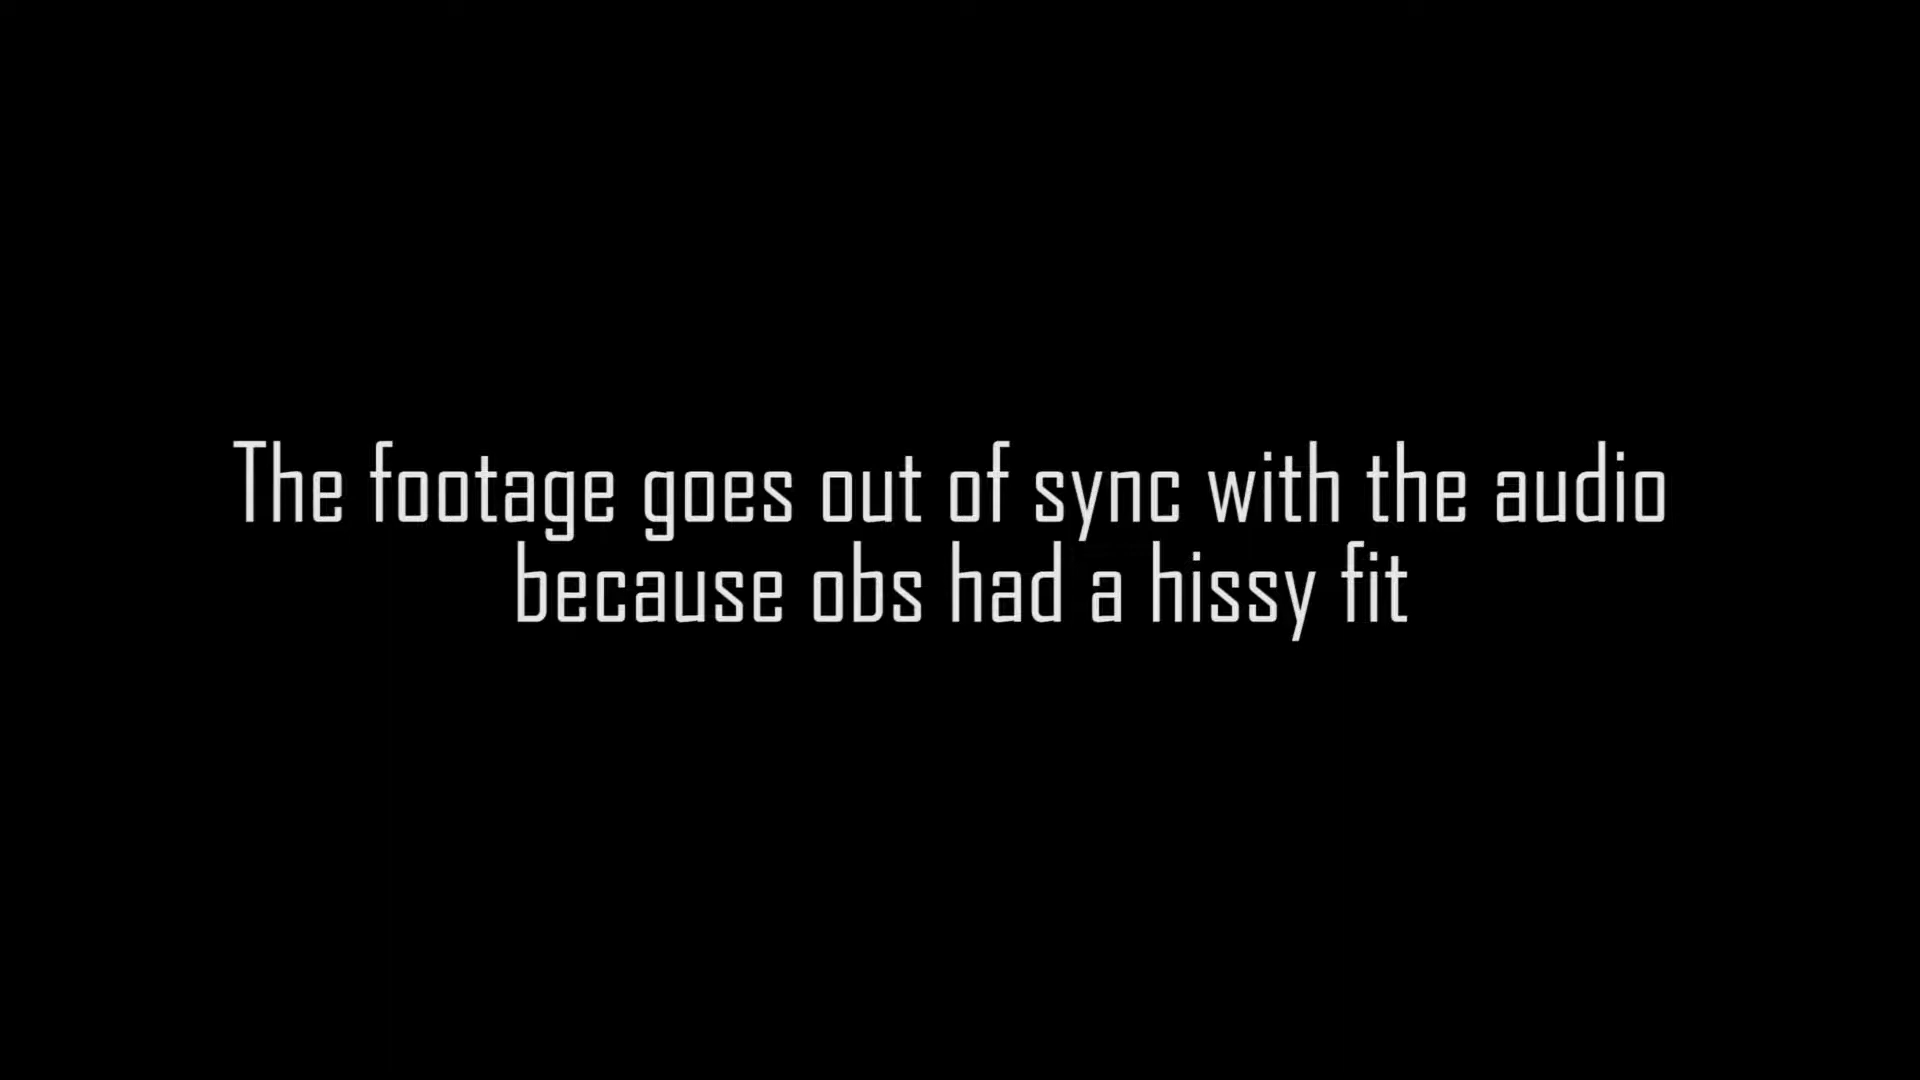 The footage goes out of sync with the audio
because obs had a hissy fit